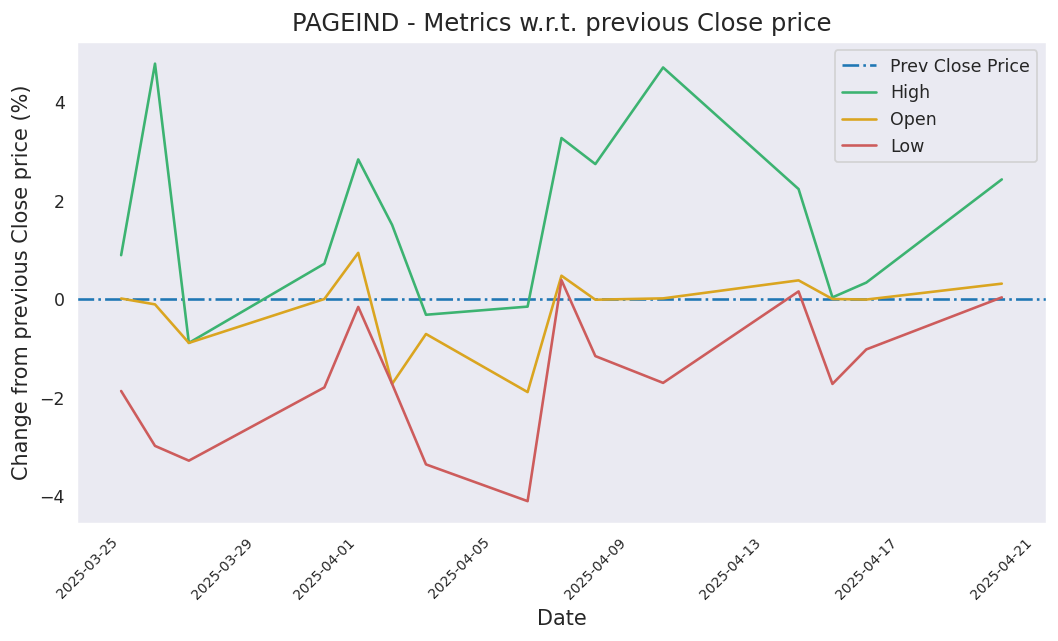 PAGEIND - Metrics w.r.t. previous Close price
Change from previous Close price (%)
4
2
0
−2
−4
Prev Close Price
High
Open
Low
2025-03-25
2025-03-29
2025-04-01
2025-04-05
2025-04-09
2025-04-13
2025-04-17
2025-04-21
Date